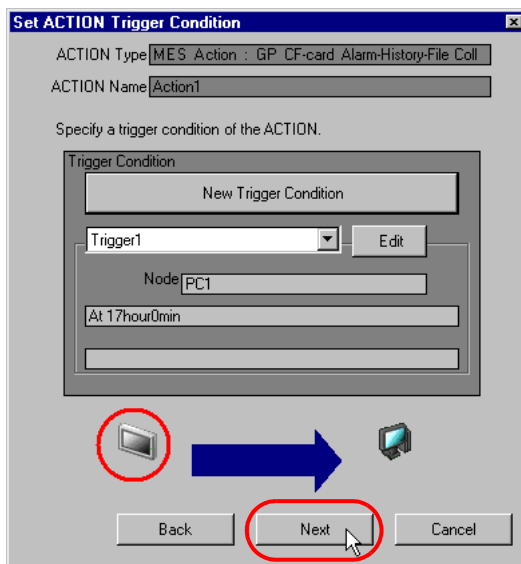 Set ACTION Trigger Condition
ACTION Type MES Action : GP CF-card Alarm-History-File Coll
ACTION Name Action1
Specify a trigger condition of the ACTION.
Trigger Condition
New Trigger Condition
Trigger1 Edit
Node PC1
At 17hour0min
Back Next Cancel